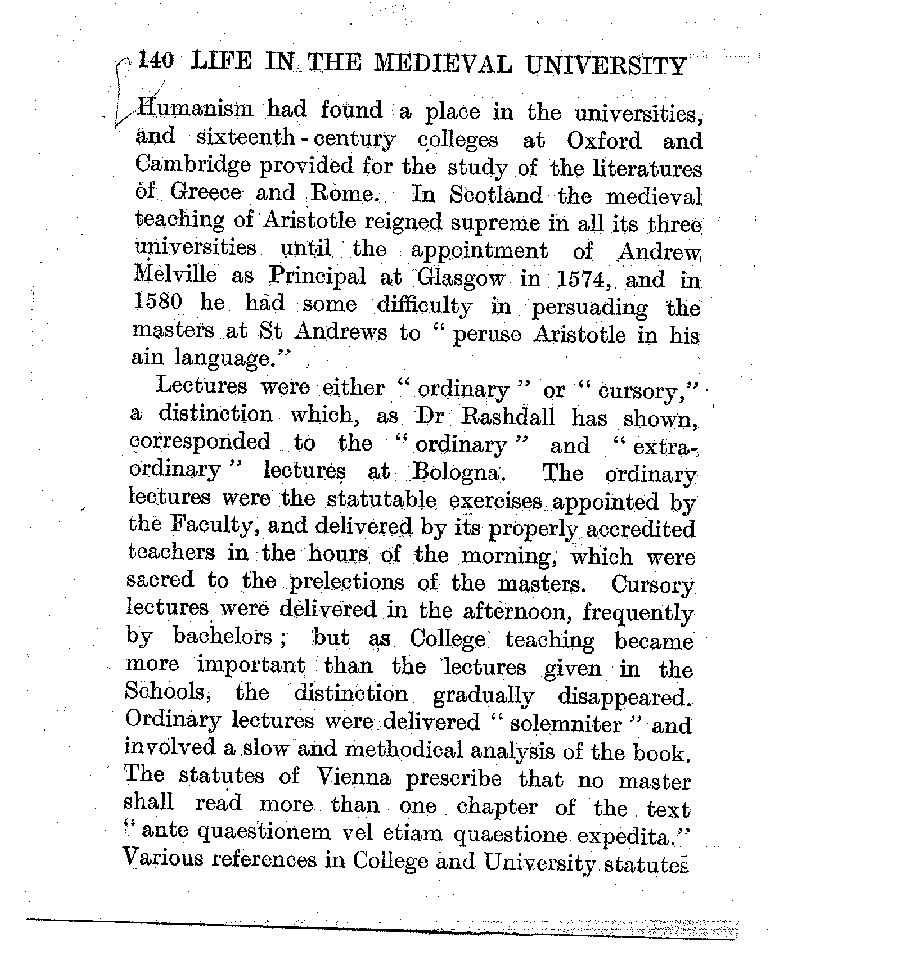 140 LIFE IN THE MEDIEVAL UNIVERSITY
Humanism had found a place in the universities,
and sixteenth-century colleges at Oxford and
Cambridge provided for the study of the literatures
of Greece and Rome. In Scotland the medieval
teaching of Aristotle reigned supreme in all its three
universities until the appointment of Andrew
Melville as Principal at Glasgow in 1574, and in
1580 he had some difficulty in persuading the
masters at St Andrews to “ peruse Aristotle in his
ain language.”
Lectures were either “ ordinary ” or “ cursory,”
a distinction which, as Dr Rashdall has shown,
corresponded to the “ ordinary ” and “ extra-
ordinary ” lectures at Bologna. The ordinary
lectures were the statutable exercises appointed by
the Faculty, and delivered by its properly accredited
teachers in the hours of the morning, which were
sacred to the prelections of the masters. Cursory
lectures were delivered in the afternoon, frequently
by bachelors ; but as College teaching became
more important than the lectures given in the
Schools, the distinction gradually disappeared.
Ordinary lectures were delivered “ solemniter ” and
involved a slow and methodical analysis of the book.
The statutes of Vienna prescribe that no master
shall read more than one chapter of the text
“ ante quaestionem vel etiam quaestione expedita.”
Various references in College and University statutes